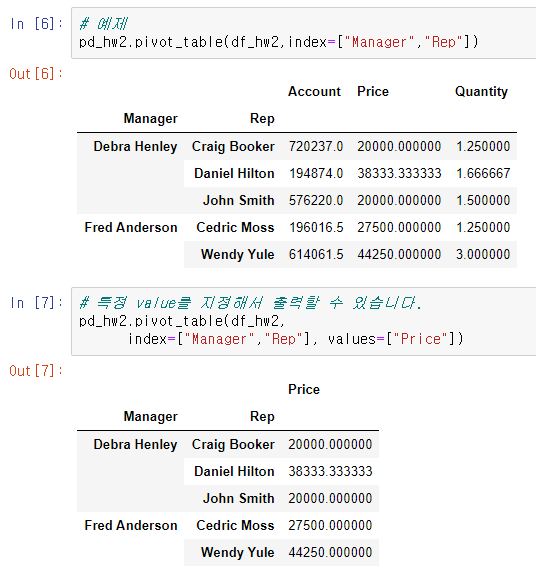 In [6]:
# 예제
pd_hw2.pivot_table(df_hw2,index=["Manager","Rep"])
Out[6]:
Account Price Quantity
Manager Rep
Debra Henley Craig Booker 720237.0 20000.000000 1.250000
Daniel Hilton 194874.0 38333.333333 1.666667
John Smith 576220.0 20000.000000 1.500000
Fred Anderson Cedric Moss 196016.5 27500.000000 1.250000
Wendy Yule 614061.5 44250.000000 3.000000
In [7]:
# 특정 value를 지정해서 출력할 수 있습니다.
pd_hw2.pivot_table(df_hw2,
index=["Manager","Rep"], values=["Price"])
Out[7]:
Price
Manager Rep
Debra Henley Craig Booker 20000.000000
Daniel Hilton 38333.333333
John Smith 20000.000000
Fred Anderson Cedric Moss 27500.000000
Wendy Yule 44250.000000